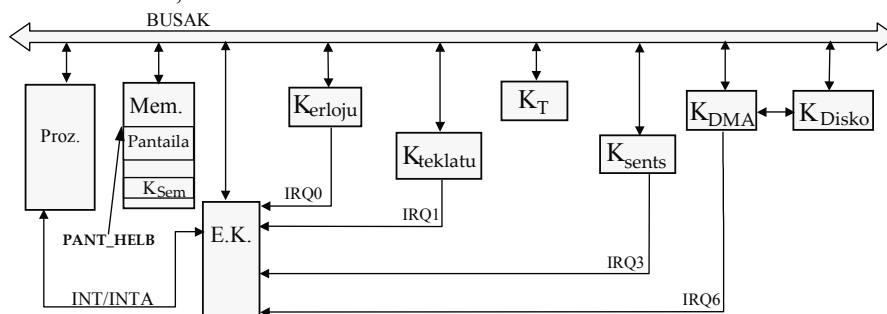 BUSAK
Proz.
Mem.
Pantaila
KSem
PANT_HELB
INT/INTA
E.K.
Kerloju
IRQ0
Kteklatu
IRQ1
KT
Ksents
IRQ3
KDMA
IRQ6
KDisko